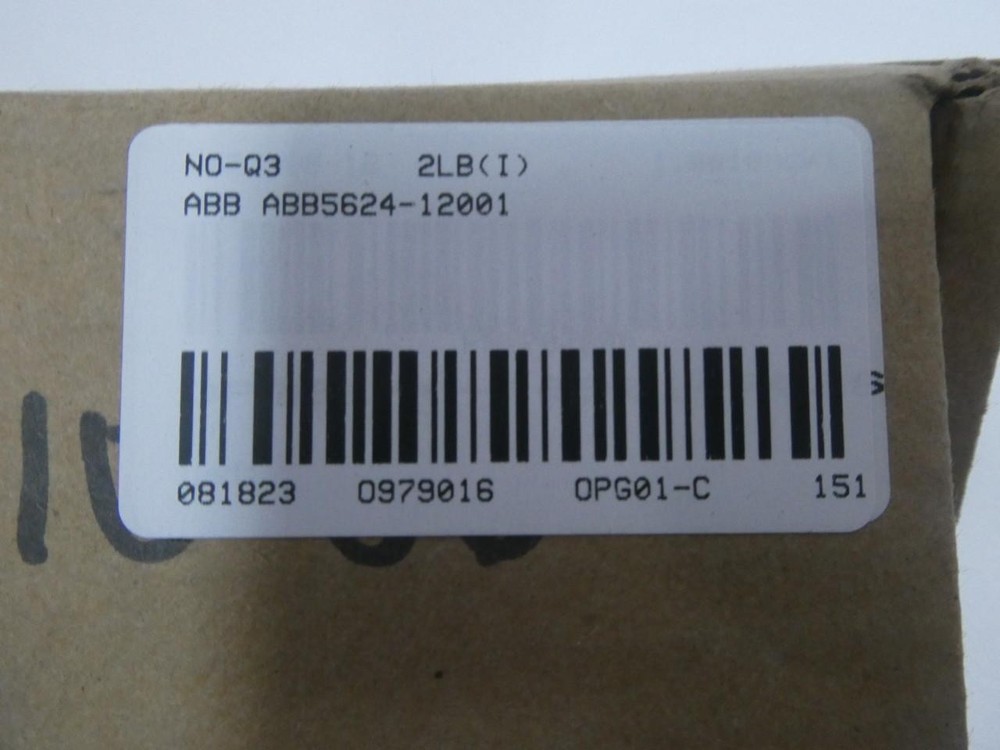 NO-Q3 2LB(I)
ABB ABB5624-12001
081823 0979016 OPG01-C 151